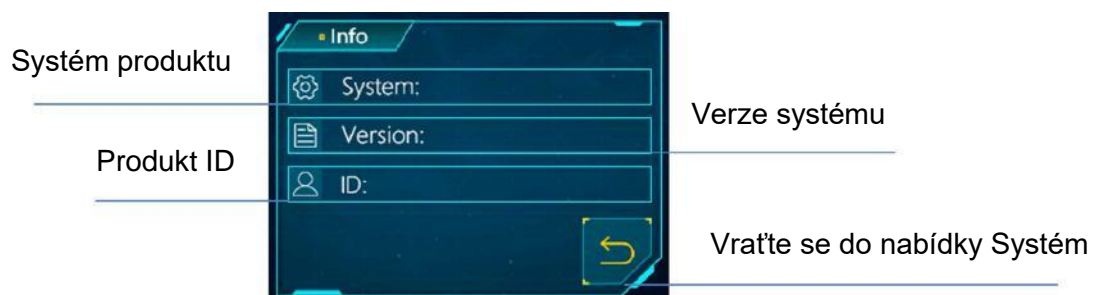 Info
Systém produktu
System:
Verze systému
Version:
Produkt ID
ID:
Vraťte se do nabídky Systém